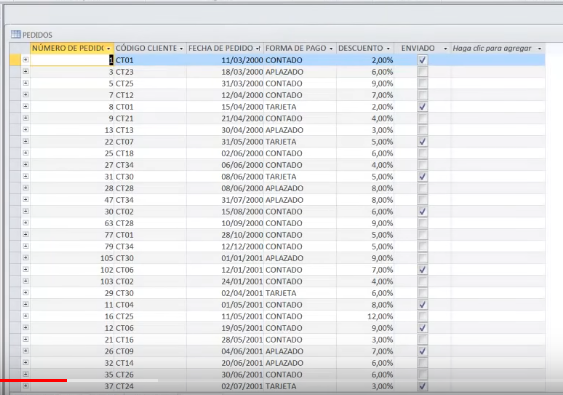 PEDIDOS
NÚMERO DE PEDIDO CÓDIGO CLIENTE FECHA DE PEDIDO FORMA DE PAGO DESCUENTO ENVIADO Haga clic para agregar
1 CT01 11/03/2000 CONTADO 2,00%
3 CT23 18/03/2000 APLAZADO 6,00%
5 CT25 31/03/2000 CONTADO 9,00%
7 CT12 12/04/2000 CONTADO 7,00%
8 CT01 15/04/2000 TARJETA 2,00%
9 CT21 21/04/2000 CONTADO 4,00%
13 CT13 30/04/2000 APLAZADO 3,00%
22 CT07 31/05/2000 TARJETA 5,00%
25 CT18 02/06/2000 CONTADO 6,00%
27 CT34 06/06/2000 CONTADO 4,00%
31 CT30 08/06/2000 TARJETA 5,00%
28 CT28 08/06/2000 APLAZADO 8,00%
47 CT34 31/07/2000 APLAZADO 8,00%
30 CT02 15/08/2000 CONTADO 6,00%
63 CT28 10/09/2000 CONTADO 9,00%
77 CT01 28/10/2000 CONTADO 5,00%
79 CT34 12/12/2000 CONTADO 5,00%
105 CT30 01/01/2001 APLAZADO 9,00%
102 CT06 12/01/2001 CONTADO 7,00%
103 CT02 24/01/2001 CONTADO 4,00%
29 CT30 02/04/2001 TARJETA 6,00%
11 CT04 01/05/2001 CONTADO 8,00%
16 CT25 11/05/2001 CONTADO 12,00%
12 CT06 19/05/2001 CONTADO 9,00%
21 CT16 28/05/2001 CONTADO 3,00%
26 CT09 04/06/2001 APLAZADO 7,00%
32 CT14 20/06/2001 APLAZADO 6,00%
35 CT26 30/06/2001 CONTADO 6,00%
37 CT24 02/07/2001 TARJETA 3,00%